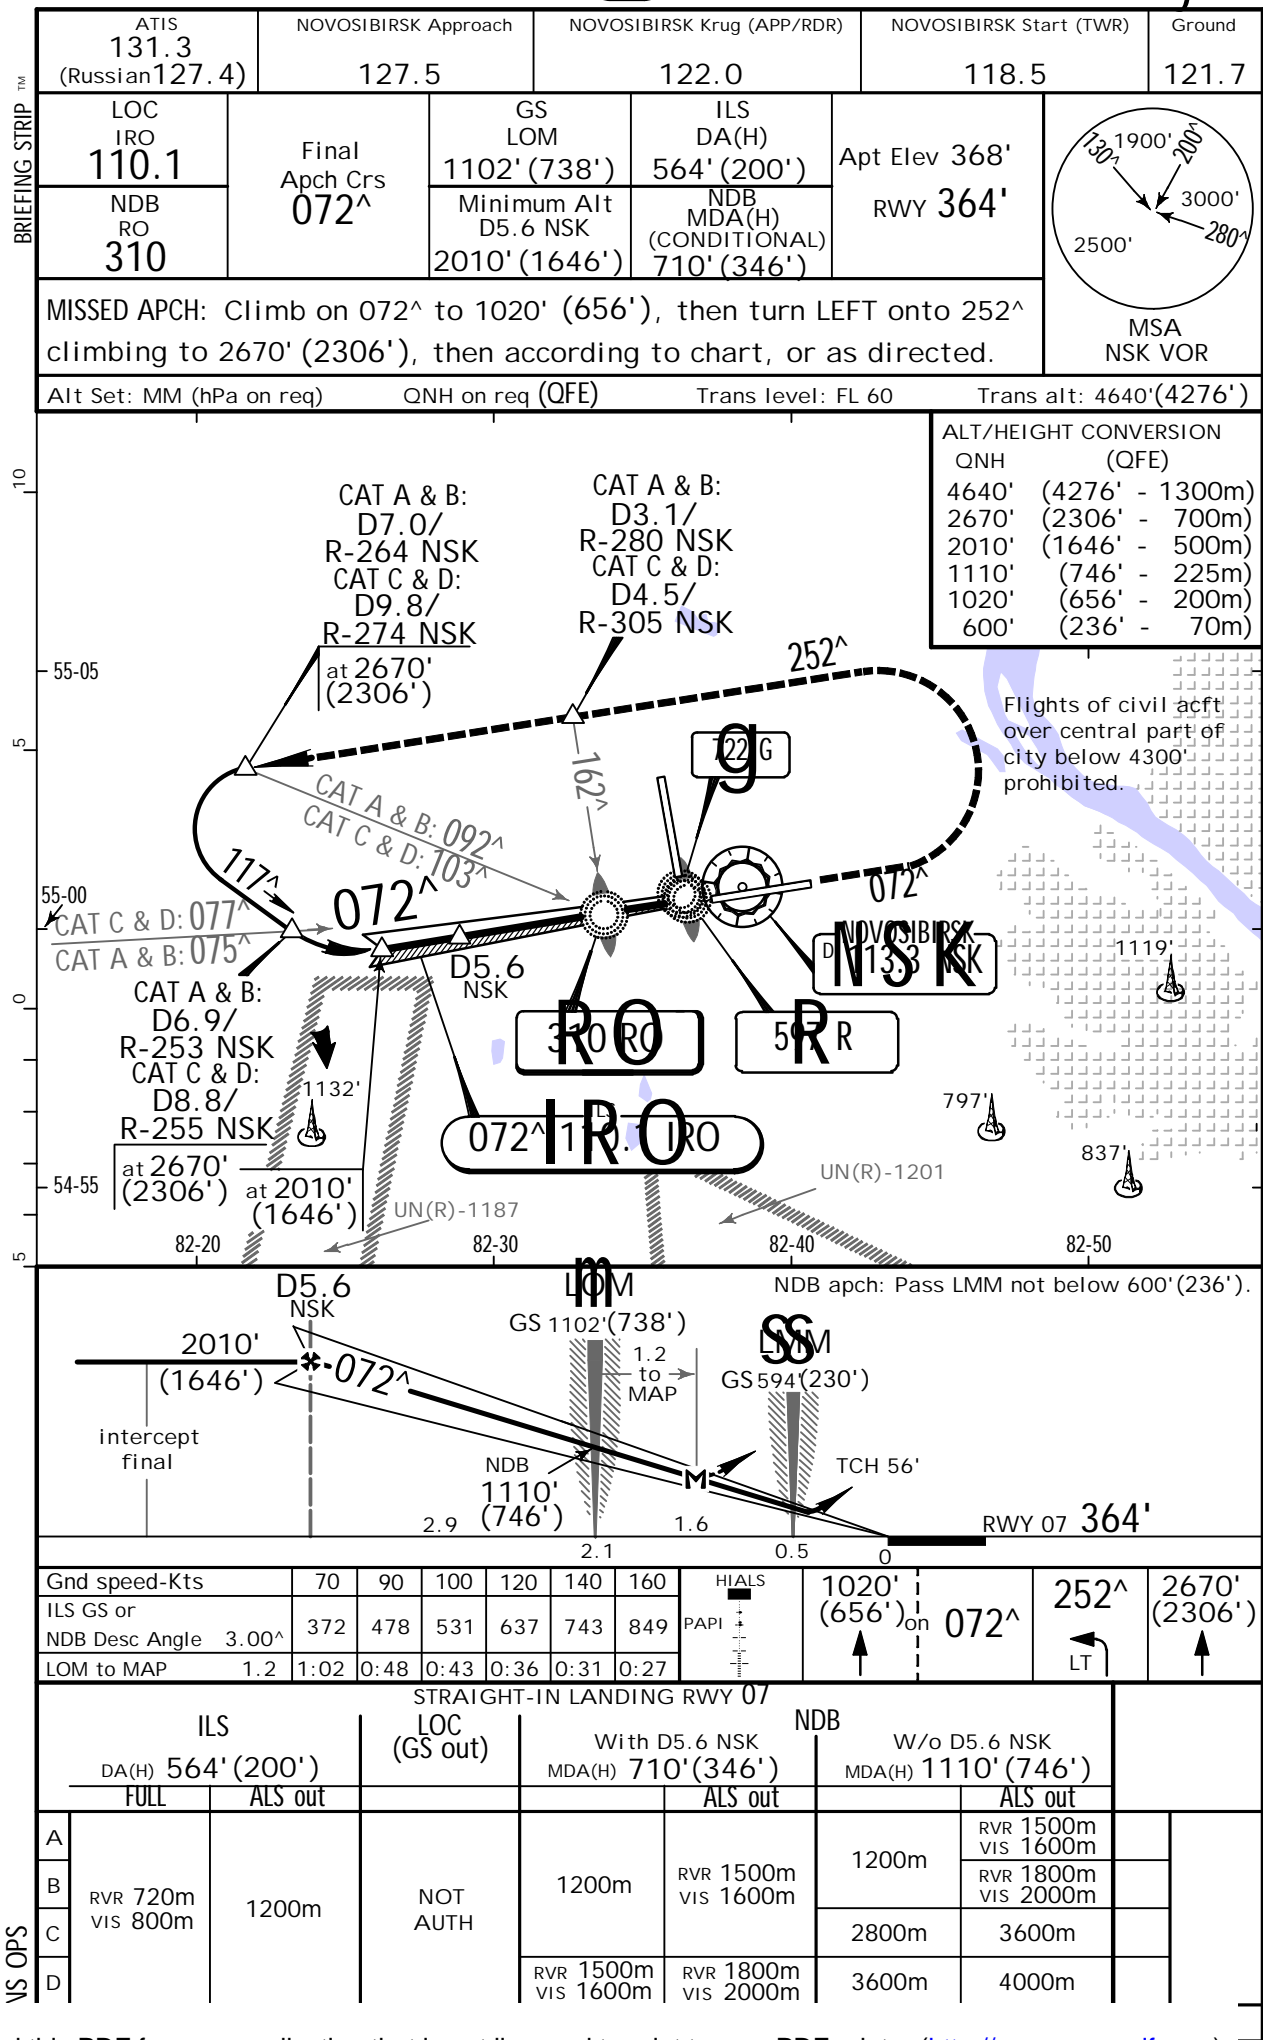 ATIS
131.3
(Russian 127.4)
NOVOSIBIRSK Approach
127.5
NOVOSIBIRSK Krug (APP/RDR)
122.0
NOVOSIBIRSK Start (TWR)
118.5
Ground
121.7
BRIEFING STRIP TM
LOC
IRO
110.1
Final
Apch Crs
072^
GS
LOM
1102'(738')
ILS
DA(H)
564'(200')
Apt Elev 368'
RWY 364'
NDB
RO
310
Minimum Alt
D5.6 NSK
2010'(1646')
NDB
MDA(H)
(CONDITIONAL)
710'(346')
130^
1900'
200^
3000'
280^
2500'
MSA
NSK VOR
MISSED APCH: Climb on 072^ to 1020' (656'), then turn LEFT onto 252^
climbing to 2670' (2306'), then according to chart, or as directed.
Alt Set: MM (hPa on req) QNH on req (QFE) Trans level: FL 60 Trans alt: 4640'(4276')
ALT/HEIGHT CONVERSION
QNH (QFE)
4640' (4276' - 1300m)
2670' (2306' - 700m)
2010' (1646' - 500m)
1110' (746' - 225m)
1020' (656' - 200m)
600' (236' - 70m)
10
5
0
5
CAT A & B:
D7.0/
R-264 NSK
CAT C & D:
D9.8/
R-274 NSK
at 2670'
(2306')
CAT A & B:
D3.1/
R-280 NSK
CAT C & D:
D4.5/
R-305 NSK
252^
55-05
Flights of civil acft
over central part of
city below 4300'
prohibited.
722 G
g
162^
CAT A & B: 092^
CAT C & D: 103^
117^
072^
072^
55-00
CAT C & D: 077^
CAT A & B: 075^
D5.6
NSK
NOVOSIBIRSK
D 113.3 NSK
NSK
1119'
CAT A & B:
D6.9/
R-253 NSK
CAT C & D:
D8.8/
R-255 NSK
at 2670'
(2306')
at 2010'
(1646')
310 RO
RO
597 R
R
1132'
797'
837'
ILS
072^ 110.1 IRO
IRO
UN(R)-1201
UN(R)-1187
54-55
82-20
82-30
82-40
82-50
D5.6
NSK
m
LOM
GS 1102'(738')
NDB apch: Pass LMM not below 600'(236').
SS
LMM
GS 594'(230')
2010'
(1646')
072^
1.2
to
MAP
intercept
final
NDB
1110'
(746')
M
TCH 56'
2.9
1.6
RWY 07 364'
2.1
0.5
0
Gnd speed-Kts 70 90 100 120 140 160
ILS GS or
NDB Desc Angle 3.00^ 372 478 531 637 743 849
LOM to MAP 1.2 1:02 0:48 0:43 0:36 0:31 0:27
HIALS
PAPI
1020'
(656')
on 072^
252^
LT
2670'
(2306')
STRAIGHT-IN LANDING RWY 07
ILS
DA(H) 564'(200')
LOC
(GS out)
NDB
With D5.6 NSK
MDA(H) 710'(346')
W/o D5.6 NSK
MDA(H) 1110'(746')
FULL
ALS out
ALS out
ALS out
A
B
C
D
RVR 720m
VIS 800m
1200m
NOT
AUTH
1200m
RVR 1500m
VIS 1600m
RVR 1500m
VIS 1600m
RVR 1800m
VIS 2000m
1200m
2800m
3600m
RVR 1500m
VIS 1600m
RVR 1800m
VIS 2000m
3600m
4000m
NS OPS